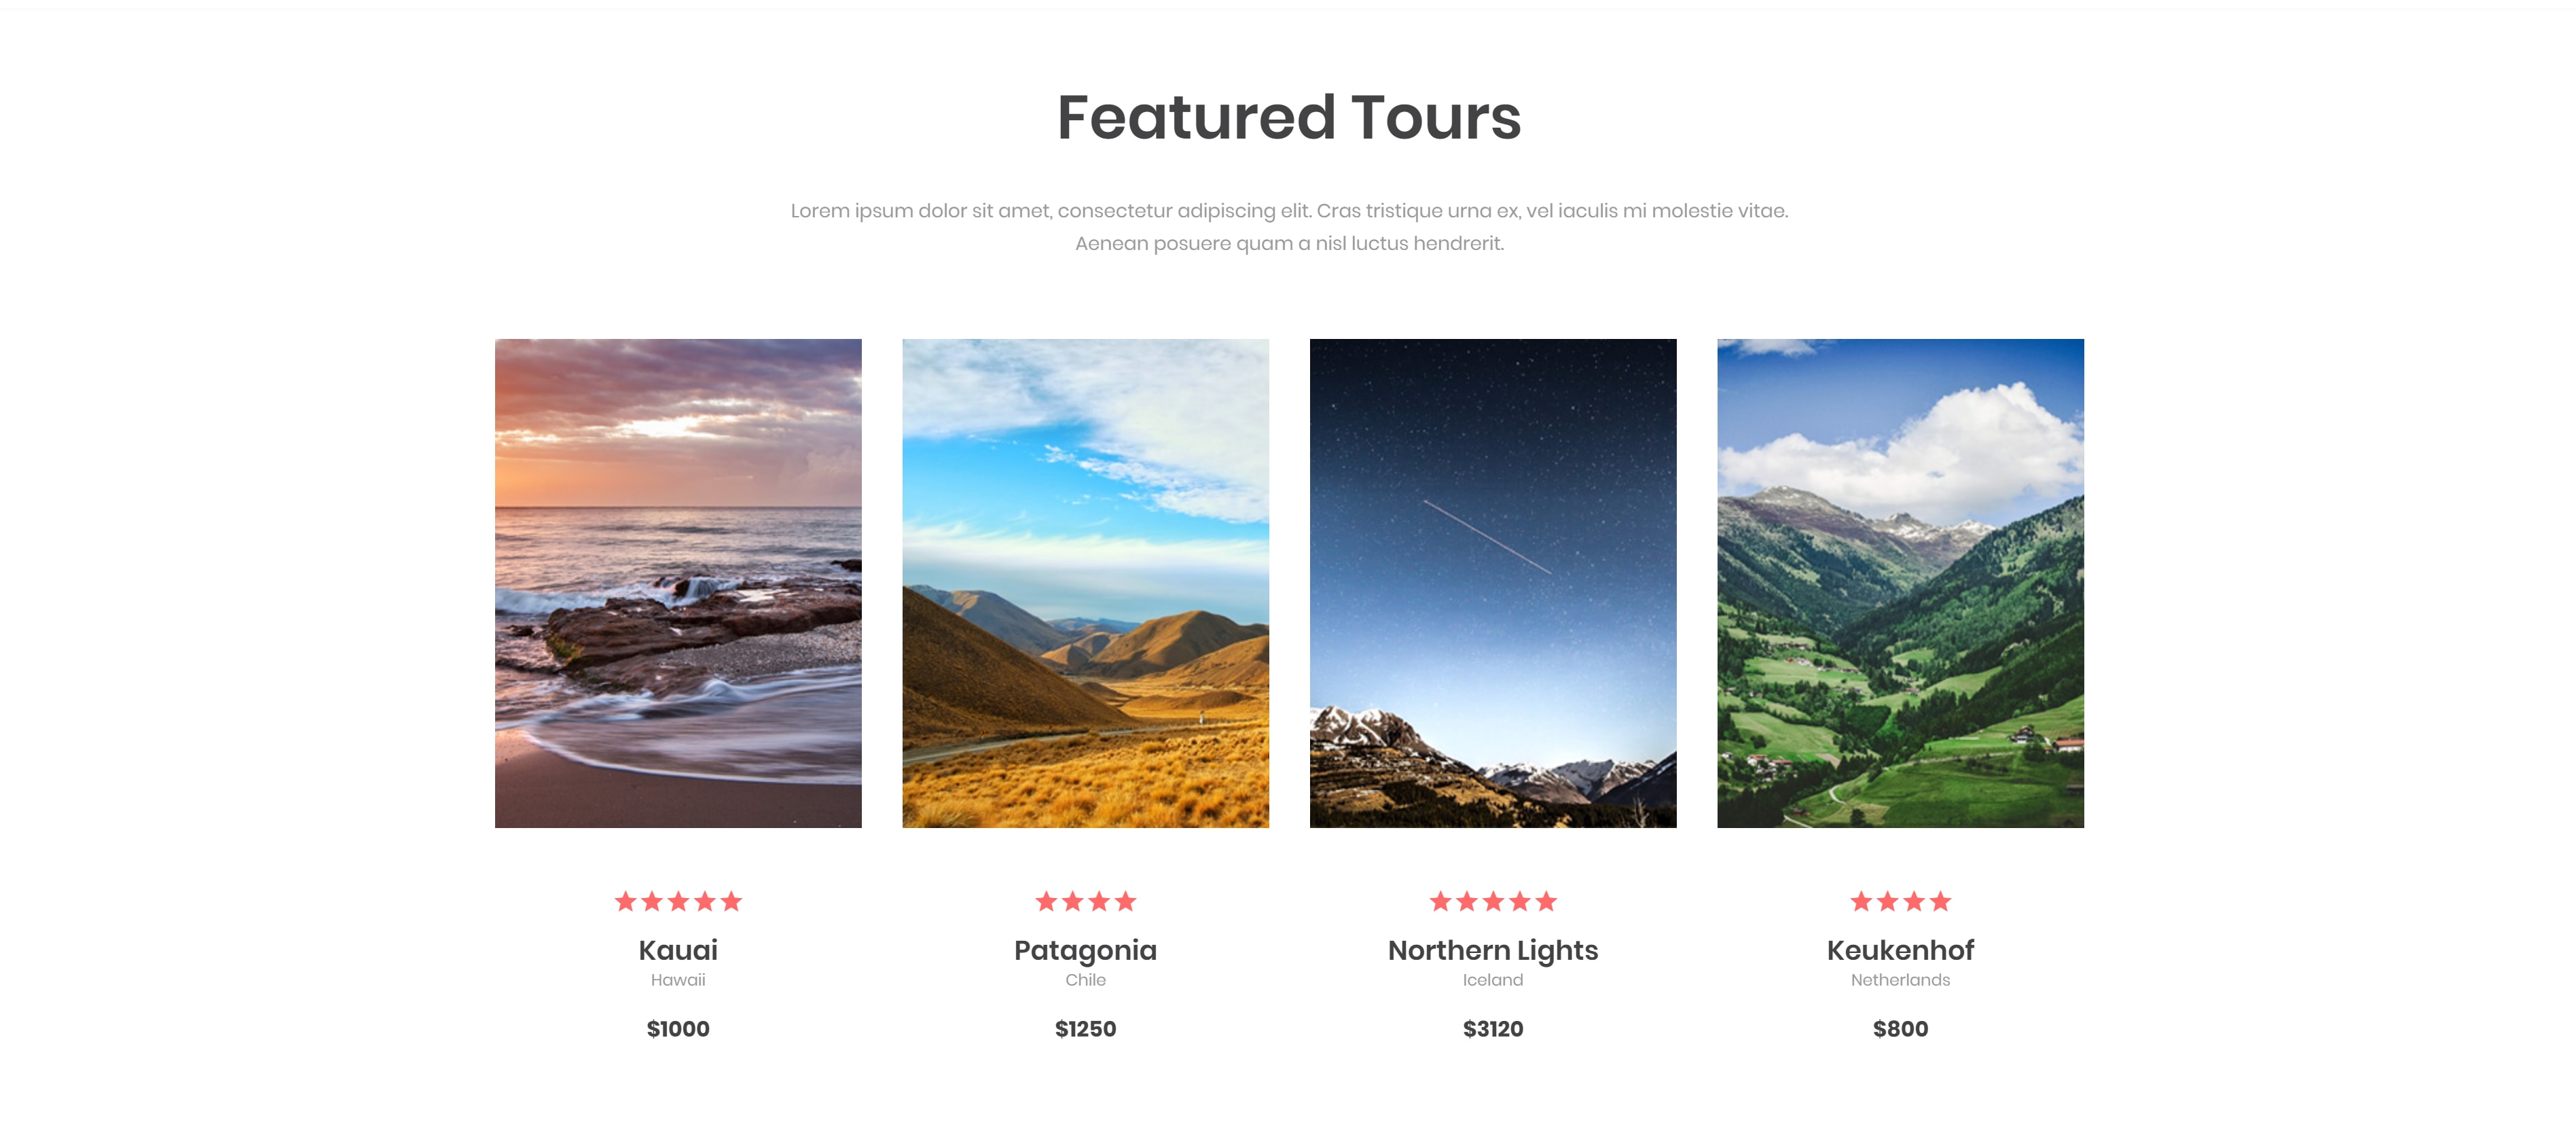 Featured Tours
Lorem ipsum dolor sit amet, consectetur adipiscing elit. Cras tristique urna ex, vel iaculis mi molestie vitae.
Aenean posuere quam a nisl luctus hendrerit.
Kauai
Hawaii
$1000
Patagonia
Chile
$1250
Northern Lights
Iceland
$3120
Keukenhof
Netherlands
$800